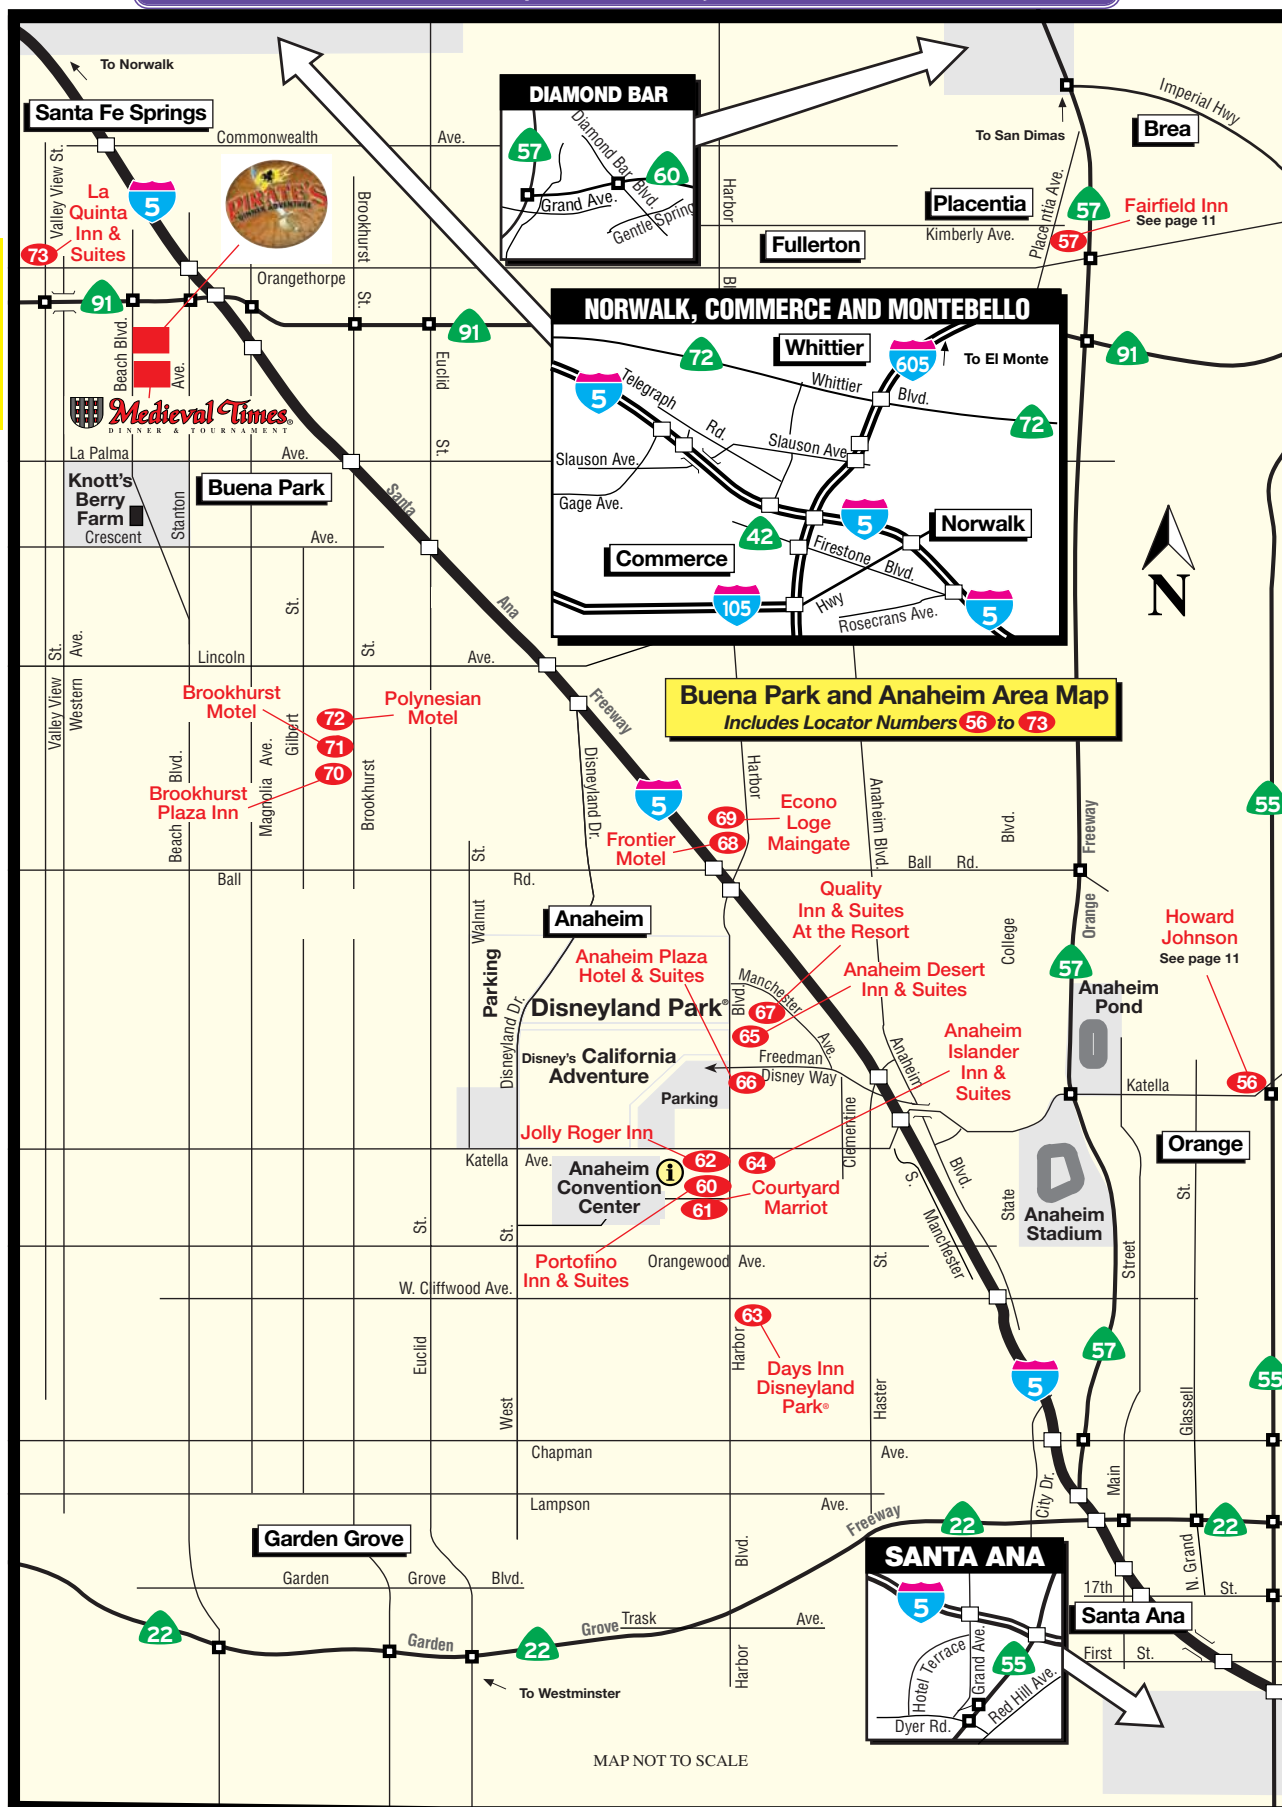 To Norwalk
Santa Fe Springs
Commonwealth Ave.
Valley View St.
La
Quinta
Inn &
Suites
73
5
PIRATE'S
DINNER ADVENTURE
Brookhurst St.
Orangethorpe
91
91
Beach Blvd.
Ave.
Euclid St.
Medieval Times®
DINNER & TOURNAMENT
La Palma Ave.
Knott's
Berry
Farm
Buena Park
Crescent Ave.
Stanton
Santa Ana Freeway
DIAMOND BAR
57
60
Diamond Bar Blvd.
Grand Ave.
Gentle Spring
Harbor Bl
To San Dimas
Imperial Hwy
Brea
Placentia Ave.
57
Placentia
Kimberly Ave.
Fairfield Inn
See page 11
57
Fullerton
91
NORWALK, COMMERCE AND MONTEBELLO
72
Whittier
605
To El Monte
5
Telegraph Rd.
Whittier Blvd.
72
Slauson Ave.
Slauson Ave.
Gage Ave.
42
5
Norwalk
Commerce
Firestone Blvd.
105
Hwy
Rosecrans Ave.
5
N
St.
St.
Lincoln Ave.
Valley View St.
Western Ave.
Brookhurst
Motel
Polynesian
Motel
72
71
70
Brookhurst
Plaza Inn
Beach Blvd.
Magnolia Ave.
Gilbert
Brookhurst
Buena Park and Anaheim Area Map
Includes Locator Numbers 56 to 73
Disneyland Dr.
5
Harbor
Anaheim Blvd.
Blvd.
Freeway
55
69
Econo
Loge
Maingate
Frontier
Motel
68
Ball Rd.
Ball Rd.
Walnut St.
Anaheim
Quality
Inn & Suites
At the Resort
College
Orange
57
Howard
Johnson
See page 11
Anaheim Plaza
Hotel & Suites
Anaheim Desert
Inn & Suites
Parking
Disneyland Dr.
Disneyland Park®
Blvd.
Manchester Ave.
67
65
Anaheim
Pond
Anaheim
Islander
Inn &
Suites
Disney's California
Adventure
Freedman
Disney Way
66
Anaheim
Katella
56
Parking
Clementine
Jolly Roger Inn
62
64
Orange
Katella Ave.
Anaheim
Convention
Center
i
60
61
Courtyard
Marriot
S. Manchester
Blvd.
State
Anaheim
Stadium
St.
St.
St.
Portofino
Inn & Suites
Orangewood Ave.
St.
Street
W. Cliffwood Ave.
63
Harbor
Days Inn
Disneyland
Park®
Euclid
West
Haster
5
57
55
Glassell
Chapman Ave.
Lampson Ave.
City Dr.
Main
Freeway
22
22
Garden Grove
Garden Grove Blvd.
Blvd.
SANTA ANA
N. Grand
17th St.
5
Santa Ana
22
Garden
22
Grove
Trask Ave.
Hotel Terrace
Grand Ave.
55
Red Hill Ave.
Dyer Rd.
First St.
Harbor
To Westminster
MAP NOT TO SCALE